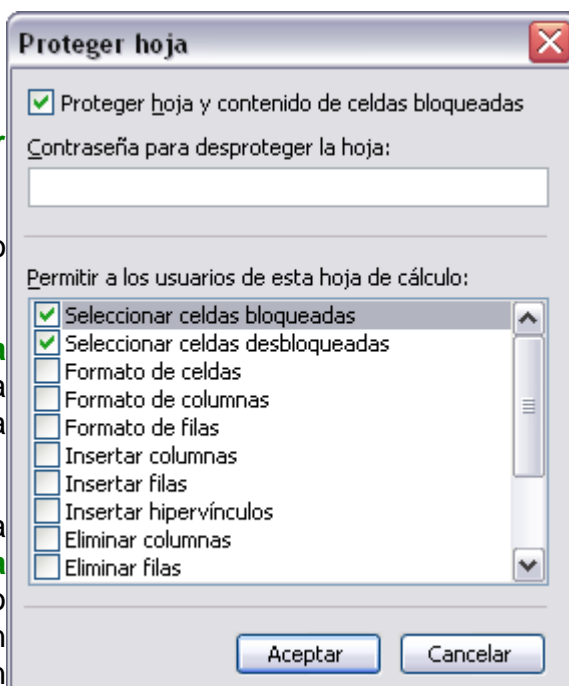 Proteger hoja
Proteger hoja y contenido de celdas bloqueadas
Contraseña para desproteger la hoja:
Permitir a los usuarios de esta hoja de cálculo:
Seleccionar celdas bloqueadas
Seleccionar celdas desbloqueadas
Formato de celdas
Formato de columnas
Formato de filas
Insertar columnas
Insertar filas
Insertar hipervínculos
Eliminar columnas
Eliminar filas
Aceptar Cancelar